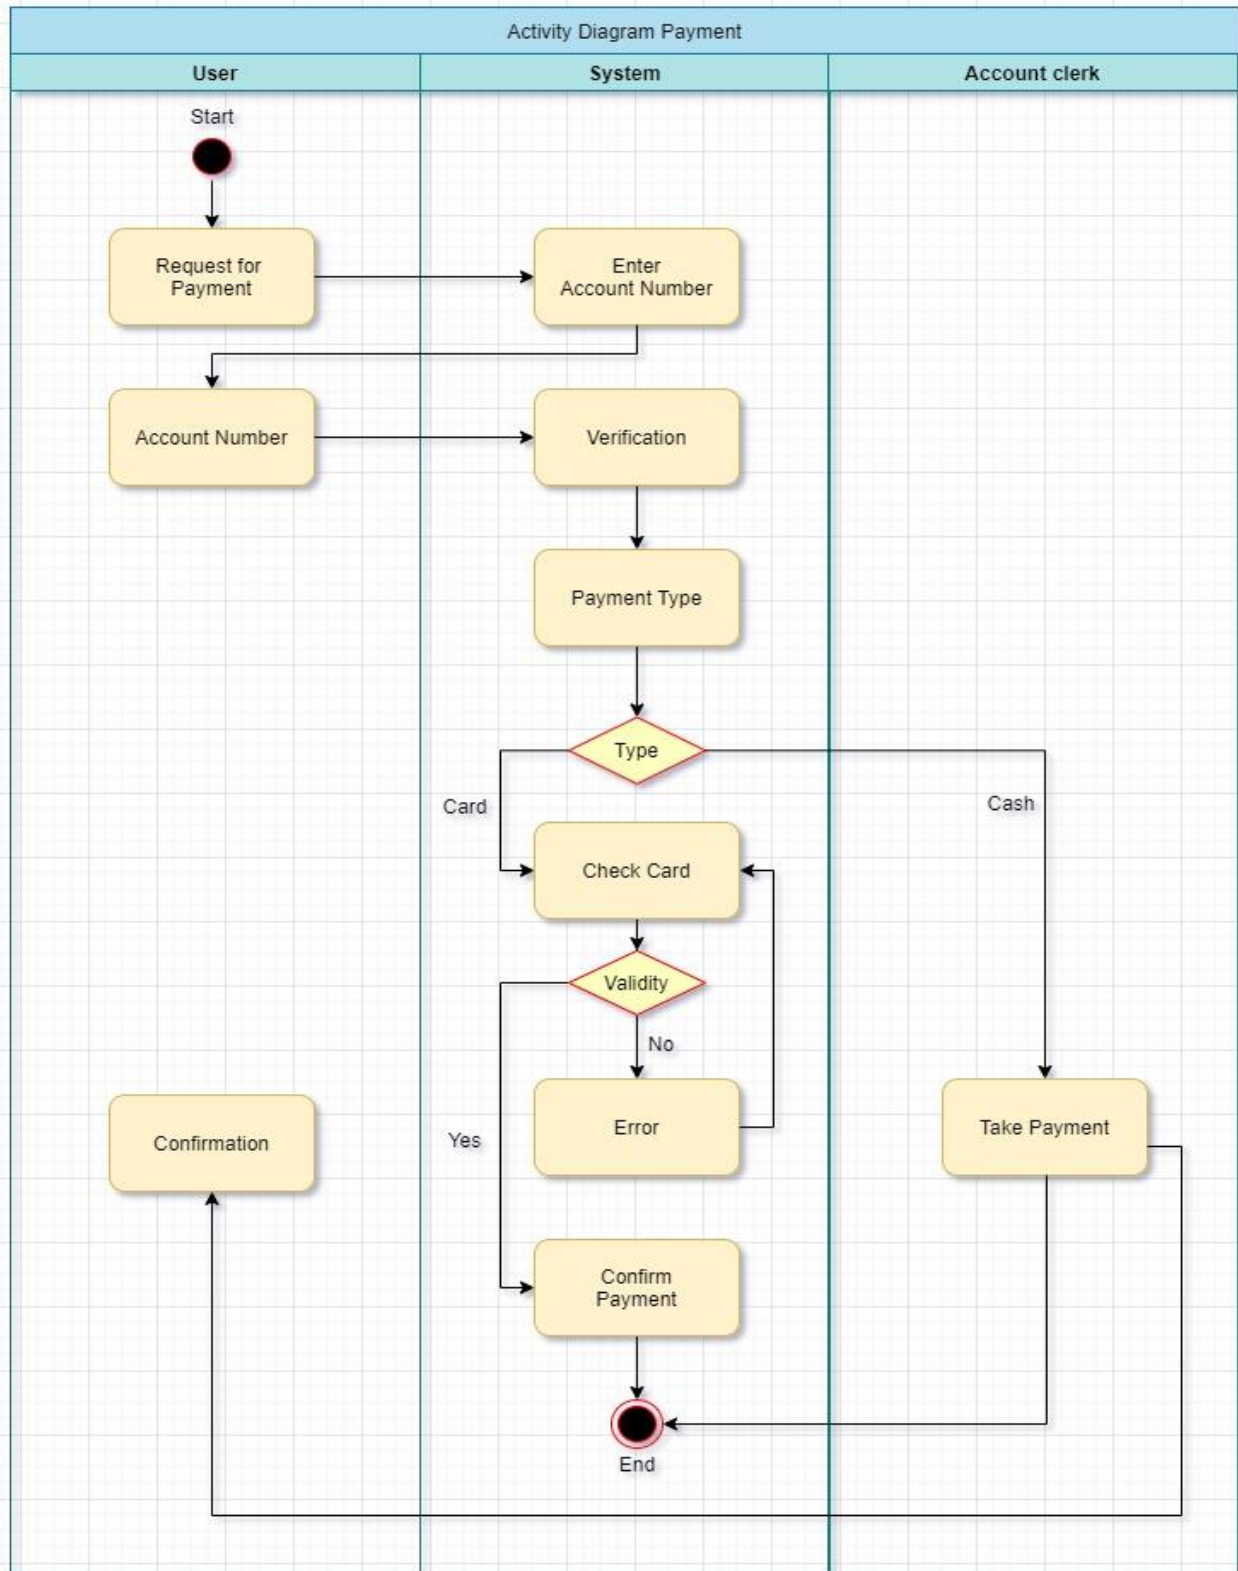 Activity Diagram Payment
User
System
Account clerk
Start
Request for
Payment
Enter
Account Number
Account Number
Verification
Payment Type
Type
Card
Cash
Check Card
Validity
No
Yes
Error
Confirmation
Take Payment
Confirm
Payment
End